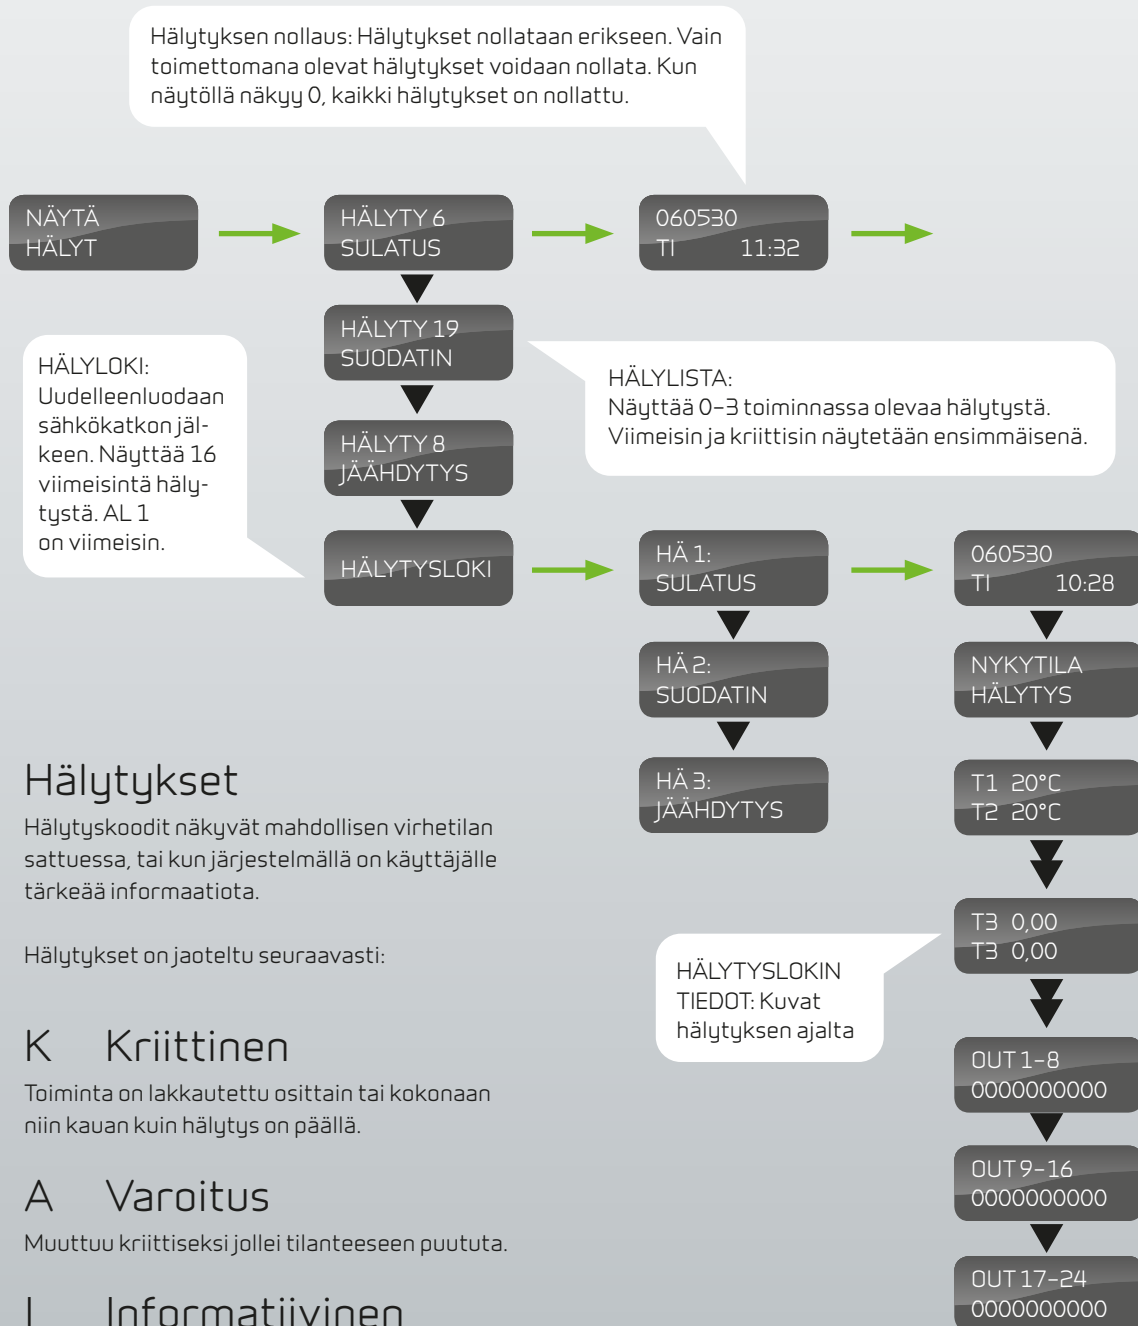 Hälytyksen nollaus: Hälytykset nollataan erikseen. Vain
toimettomana olevat hälytykset voidaan nollata. Kun
näytöllä näkyy 0, kaikki hälytykset on nollattu.
NÄYTÄ
HÄLYT
HÄLYTY 6
SULATUS
060530
TI 11:32
HÄLYTY 19
SUODATIN
HÄLYLOKI:
Uudelleenluodaan
sähkökatkon jäl-
keen. Näyttää 16
viimeisintä häly-
tystä. AL 1
on viimeisin.
HÄLYLISTA:
Näyttää 0–3 toiminnassa olevaa hälytystä.
Viimeisin ja kriittisin näytetään ensimmäisenä.
HÄLYTY 8
JÄÄHDYTYS
HÄLYTYSLOKI
HÄ 1:
SULATUS
060530
TI 10:28
HÄ 2:
SUODATIN
NYKYTILA
HÄLYTYS
HÄ 3:
JÄÄHDYTYS
T1 20°C
T2 20°C
T3 0,00
T3 0,00
HÄLYTYSLOKIN
TIEDOT: Kuvat
hälytyksen ajalta
OUT 1–8
0000000000
OUT 9–16
0000000000
OUT 17–24
0000000000
Hälytykset
Hälytyskoodit näkyvät mahdollisen virhetilan
sattuessa, tai kun järjestelmällä on käyttäjälle
tärkeää informaatiota.
Hälytykset on jaoteltu seuraavasti:
K Kriittinen
Toiminta on lakkautettu osittain tai kokonaan
niin kauan kuin hälytys on päällä.
A Varoitus
Muuttuu kriittiseksi jollei tilanteeseen puututa.
I Informatiivinen